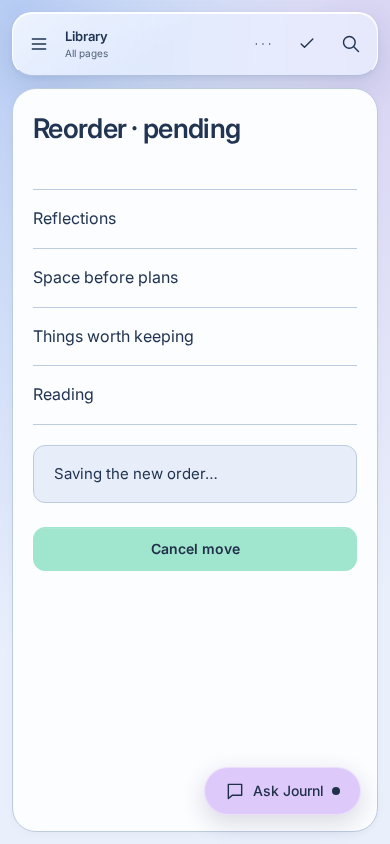 Library
All pages
Reorder · pending
Reflections
Space before plans
Things worth keeping
Reading
Saving the new order...
Cancel move
Ask Journl